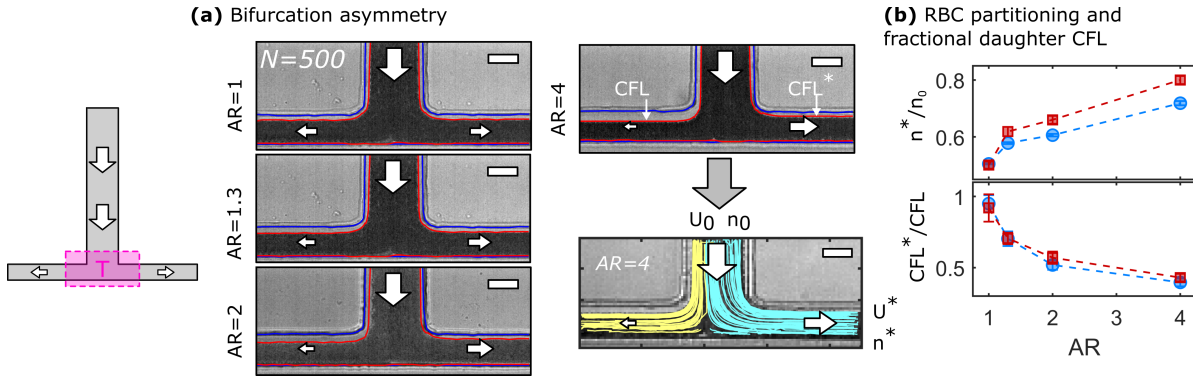 (a) Bifurcation asymmetry
T
AR=1
N=500
AR=1.3
AR=2
AR=4
CFL
CFL*
U0 n0
AR=4
U*
n*
(b) RBC partitioning and
fractional daughter CFL
n*/n0
0.8
0.6
CFL*/CFL
1
0.5
1
2
3
4
AR